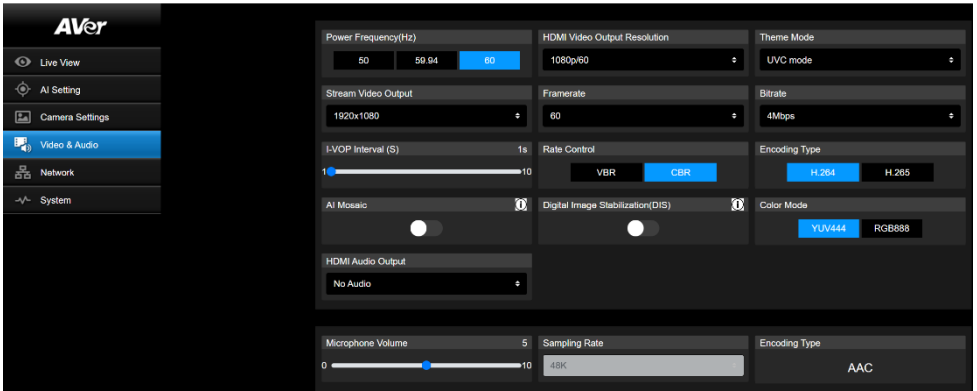 AVer
Live View
AI Setting
Camera Settings
Video & Audio
Network
System
Power Frequency(Hz)
50 59.94 60
HDMI Video Output Resolution
1080p/60
Theme Mode
UVC mode
Stream Video Output
1920x1080
Framerate
60
Bitrate
4Mbps
I-VOP Interval (S) 1s
1 10
Rate Control
VBR CBR
Encoding Type
H.264 H.265
AI Mosaic
Digital Image Stabilization(DIS)
Color Mode
YUV444 RGB888
HDMI Audio Output
No Audio
Microphone Volume 5
0 10
Sampling Rate
48K
Encoding Type
AAC